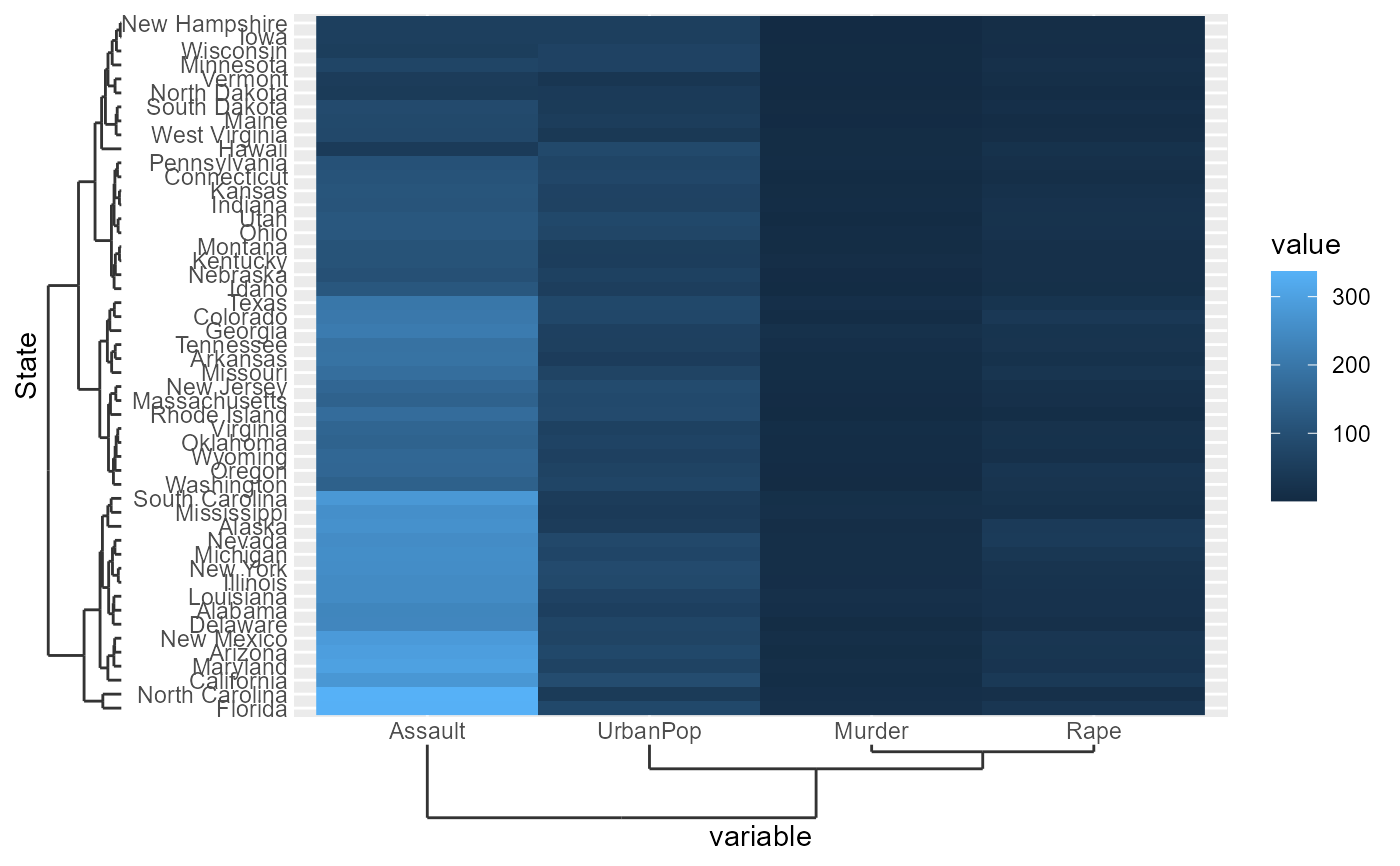 New Hampshire
Iowa
Wisconsin
Minnesota
Vermont
North Dakota
South Dakota
Maine
West Virginia
Hawaii
Pennsylvania
Connecticut
Kansas
Indiana
Utah
Ohio
Montana
Kentucky
Nebraska
Idaho
Texas
Colorado
Georgia
Tennessee
Arkansas
Missouri
New Jersey
Massachusetts
Rhode Island
Virginia
Oklahoma
Wyoming
Oregon
Washington
South Carolina
Mississippi
Alaska
Nevada
Michigan
New York
Illinois
Louisiana
Alabama
Delaware
New Mexico
Arizona
Maryland
California
North Carolina
Florida
State
Assault UrbanPop Murder Rape
variable
value
300
200
100